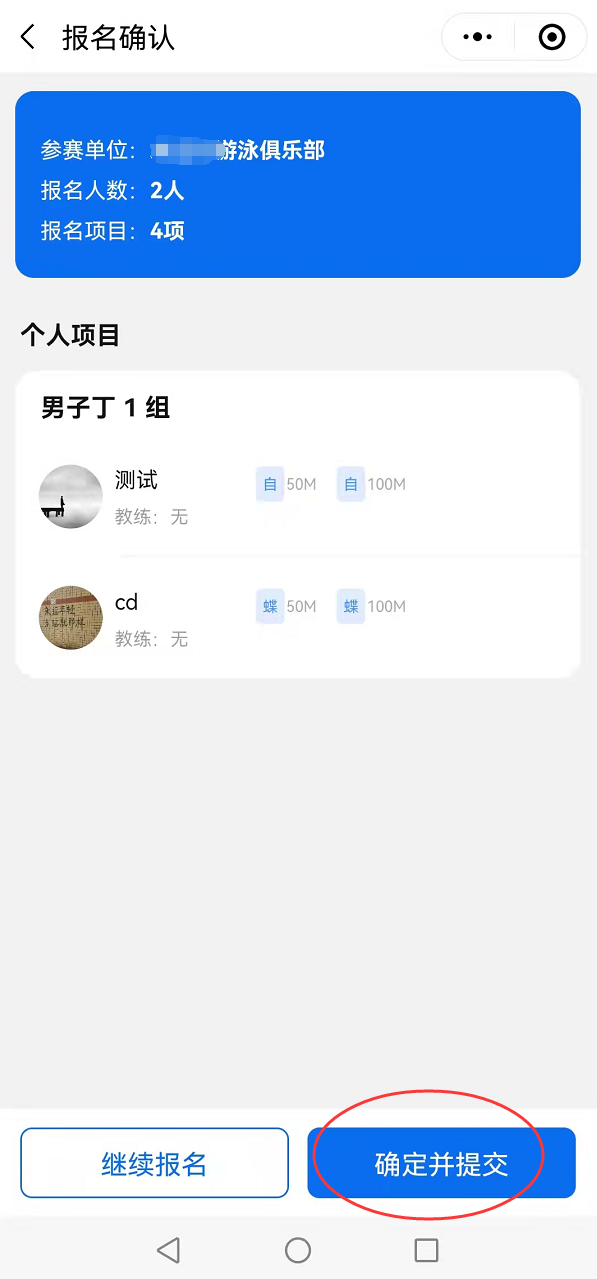 报名确认
参赛单位：游泳俱乐部
报名人数：2人
报名项目：4项
个人项目
男子丁 1 组
测试
自 50M 自 100M
教练：无
cd
蝶 50M 蝶 100M
教练：无
继续报名
确定并提交